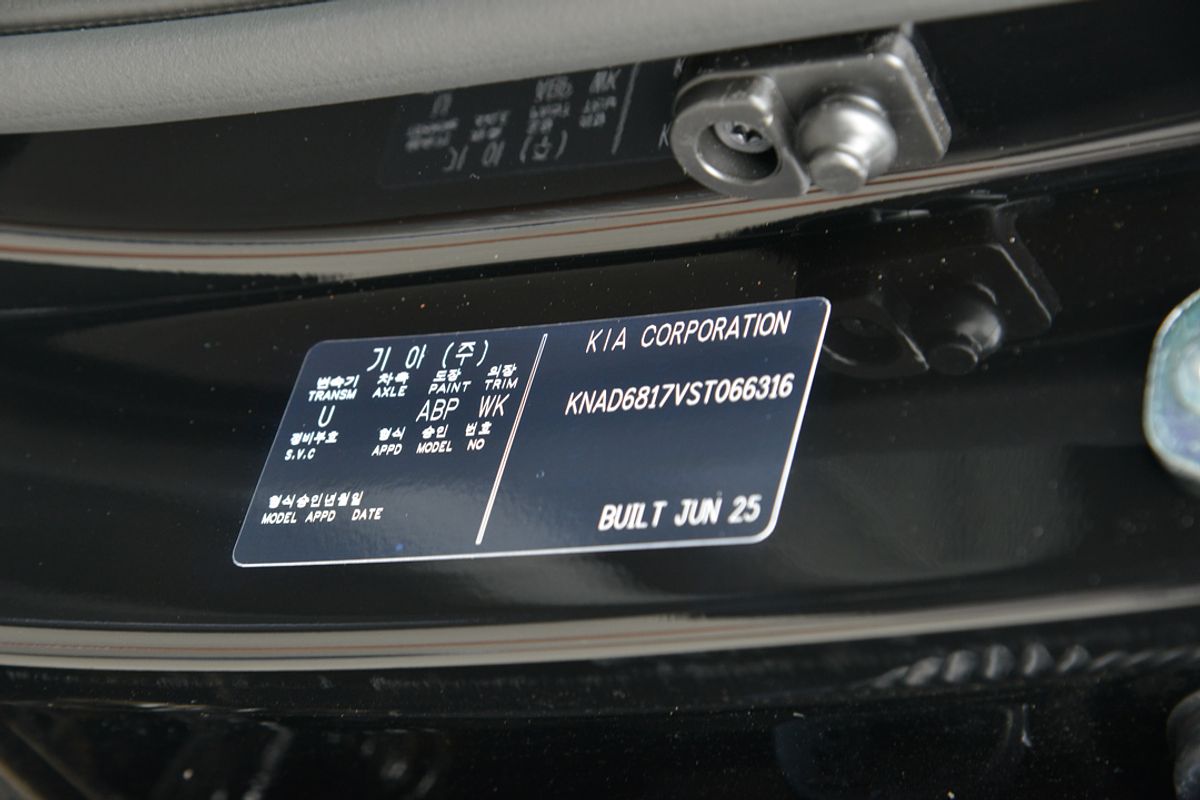 기 아 (주)
변속기 차축 도장 의장
TRANSM AXLE PAINT TRIM
U ABP WK
정비부호 형식 승인 번호
S.V.C APPD MODEL NO
형식승인년월일
MODEL APPD DATE
KIA CORPORATION
KNAD6817VST066316
BUILT JUN 25